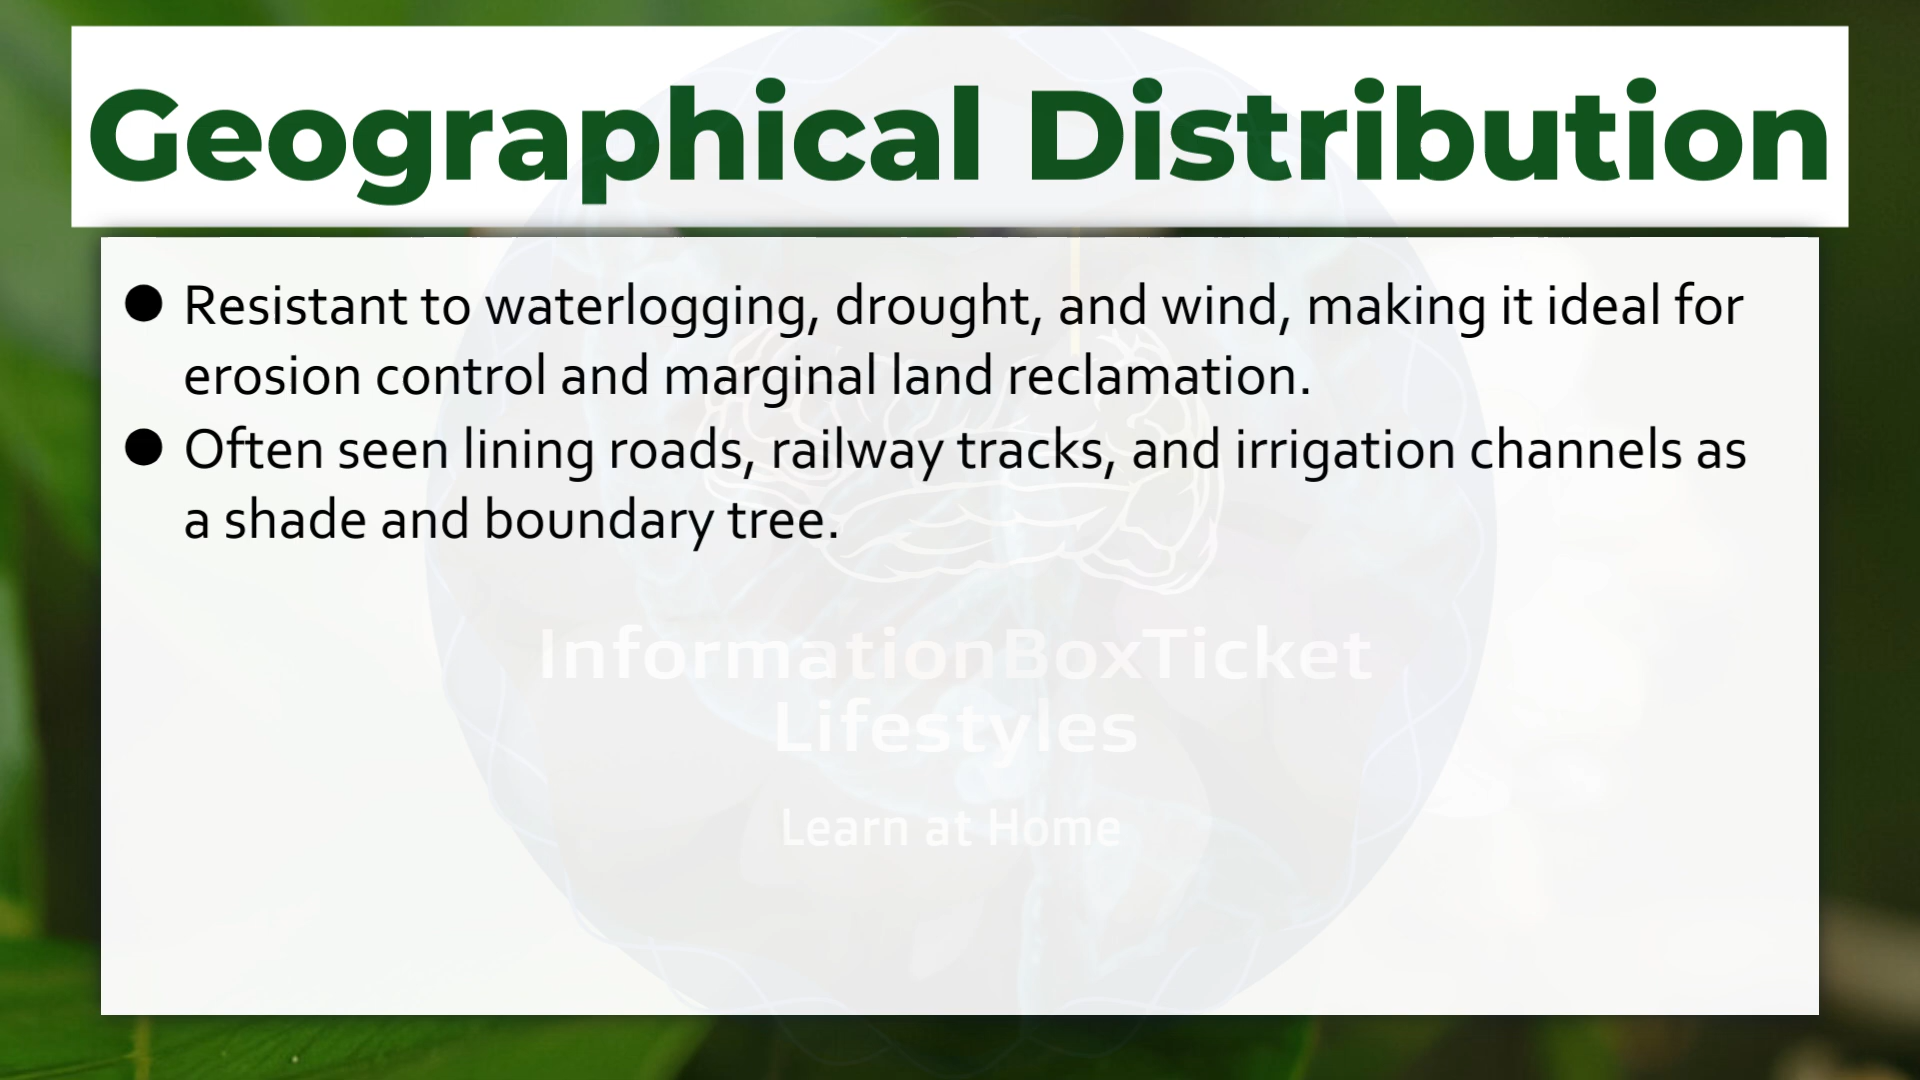 Geographical Distribution
● Resistant to waterlogging, drought, and wind, making it ideal for
erosion control and marginal land reclamation.
● Often seen lining roads, railway tracks, and irrigation channels as
a shade and boundary tree.
InformationBoxTicket
Lifestyles
Learn at Home